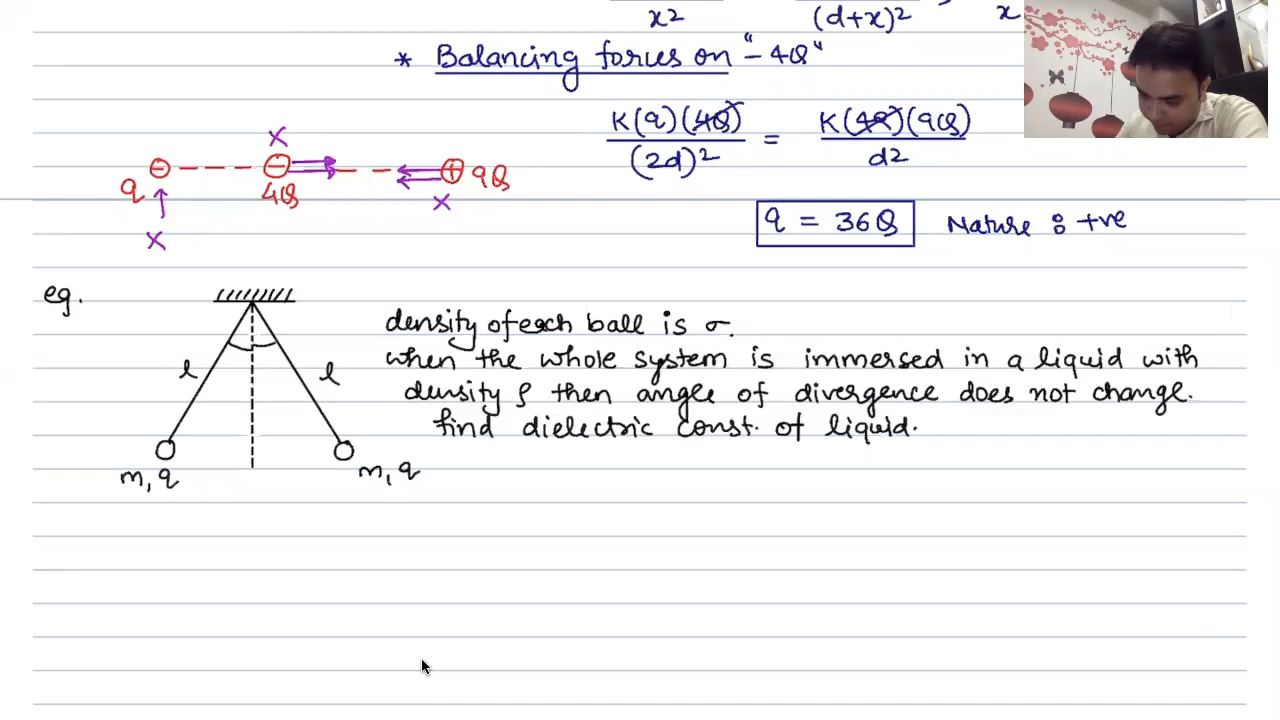 x2 (d+x)2 x
* Balancing forces on "-4Q"
K(q)(4Q) / (2d)2 = K(4Q)(9Q) / d2
X
q 4Q 9Q
X X
q = 36Q Nature : +ve
eg.
density of each ball is σ.
when the whole system is immersed in a liquid with
density ρ then angle of divergence does not change.
find dielectric const. of liquid.
l l
m, q m, q